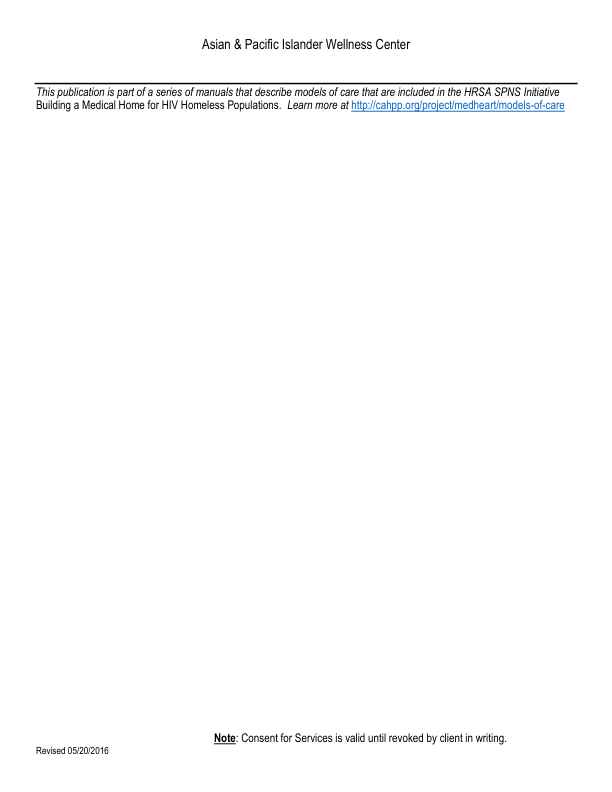 Asian & Pacific Islander Wellness Center
This publication is part of a series of manuals that describe models of care that are included in the HRSA SPNS Initiative
Building a Medical Home for HIV Homeless Populations. Learn more at http://cahpp.org/project/medheart/models-of-care
Note: Consent for Services is valid until revoked by client in writing.
Revised 05/20/2016